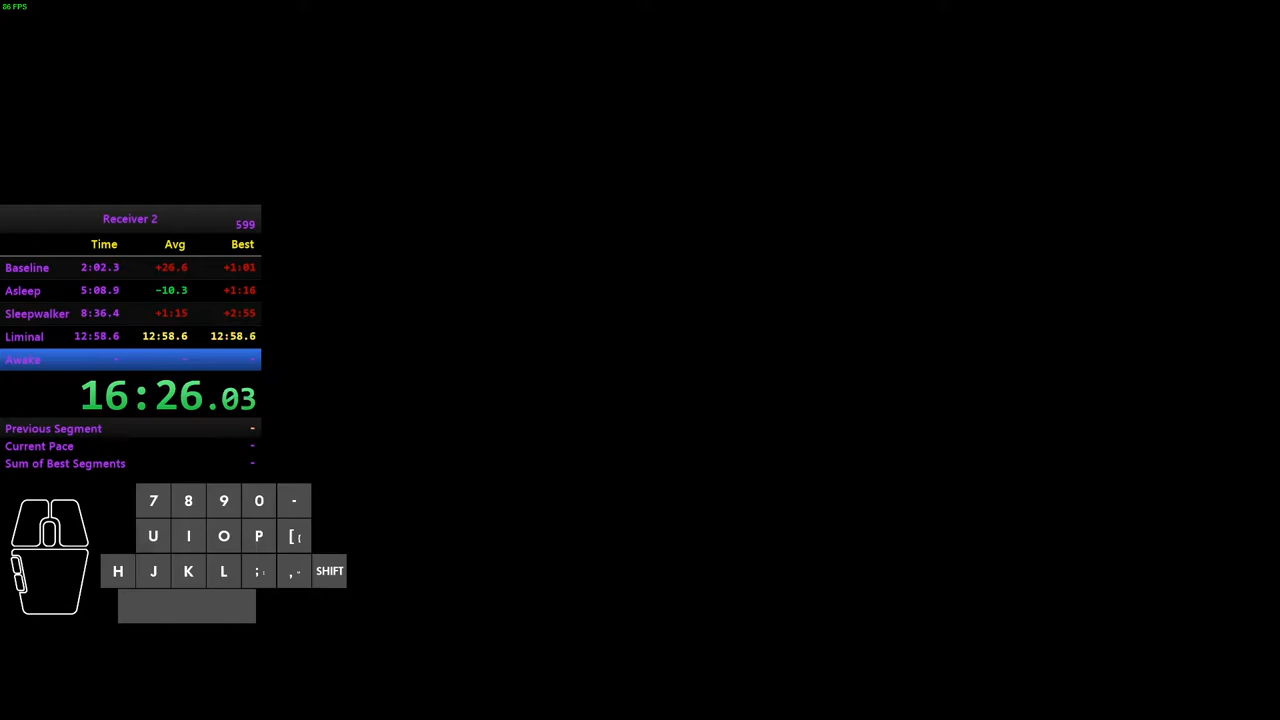 86 FPS
Receiver 2
599
Time Avg Best
Baseline 2:02.3 +26.6 +1:01
Asleep 5:08.9 -10.3 +1:16
Sleepwalker 8:36.4 +1:15 +2:55
Liminal 12:58.6 12:58.6 12:58.6
Awake - - -
16:26.03
Previous Segment -
Current Pace -
Sum of Best Segments -
7 8 9 0 -
U I O P [ {
H J K L ; : , " SHIFT